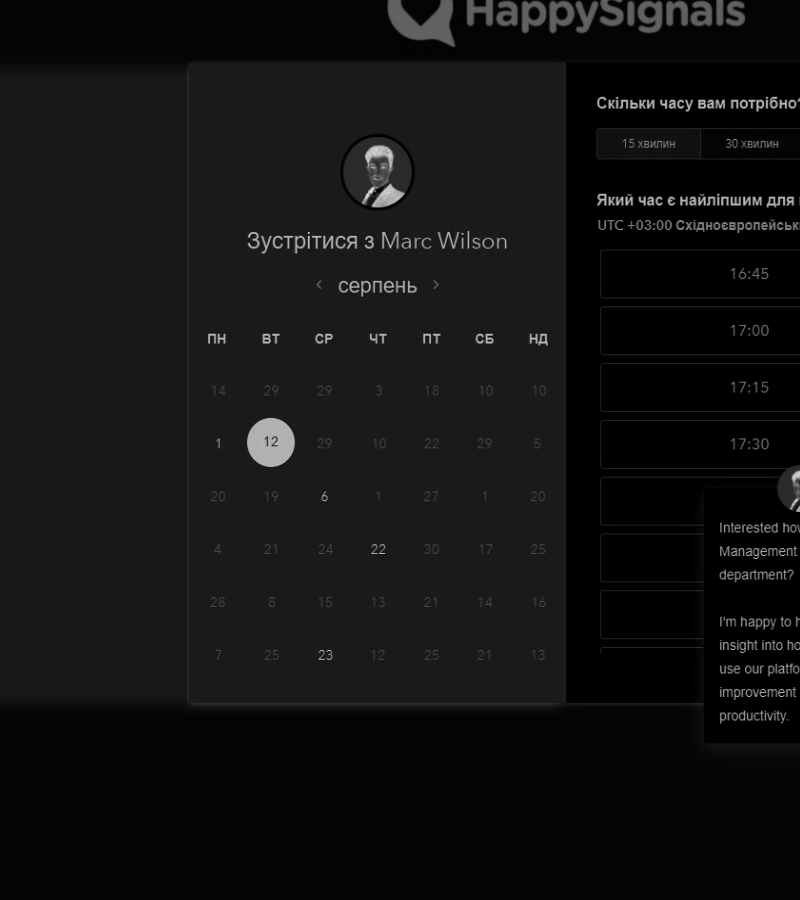 HappySignals
Зустрітися з Marc Wilson
серпень
ПН ВТ СР ЧТ ПТ СБ НД
14 29 29 3 18 10 10
1 12 29 10 22 29 5
20 19 6 1 27 1 20
4 21 24 22 30 17 25
28 8 15 13 21 14 16
7 25 23 12 25 21 13
Скільки часу вам потрібно?
15 хвилин 30 хвилин
Який час є найліпшим для
UTC +03:00
16:45
17:00
17:15
17:30
Interested how
Management
department?
I'm happy to
insight into
use our
improvement
productivity.